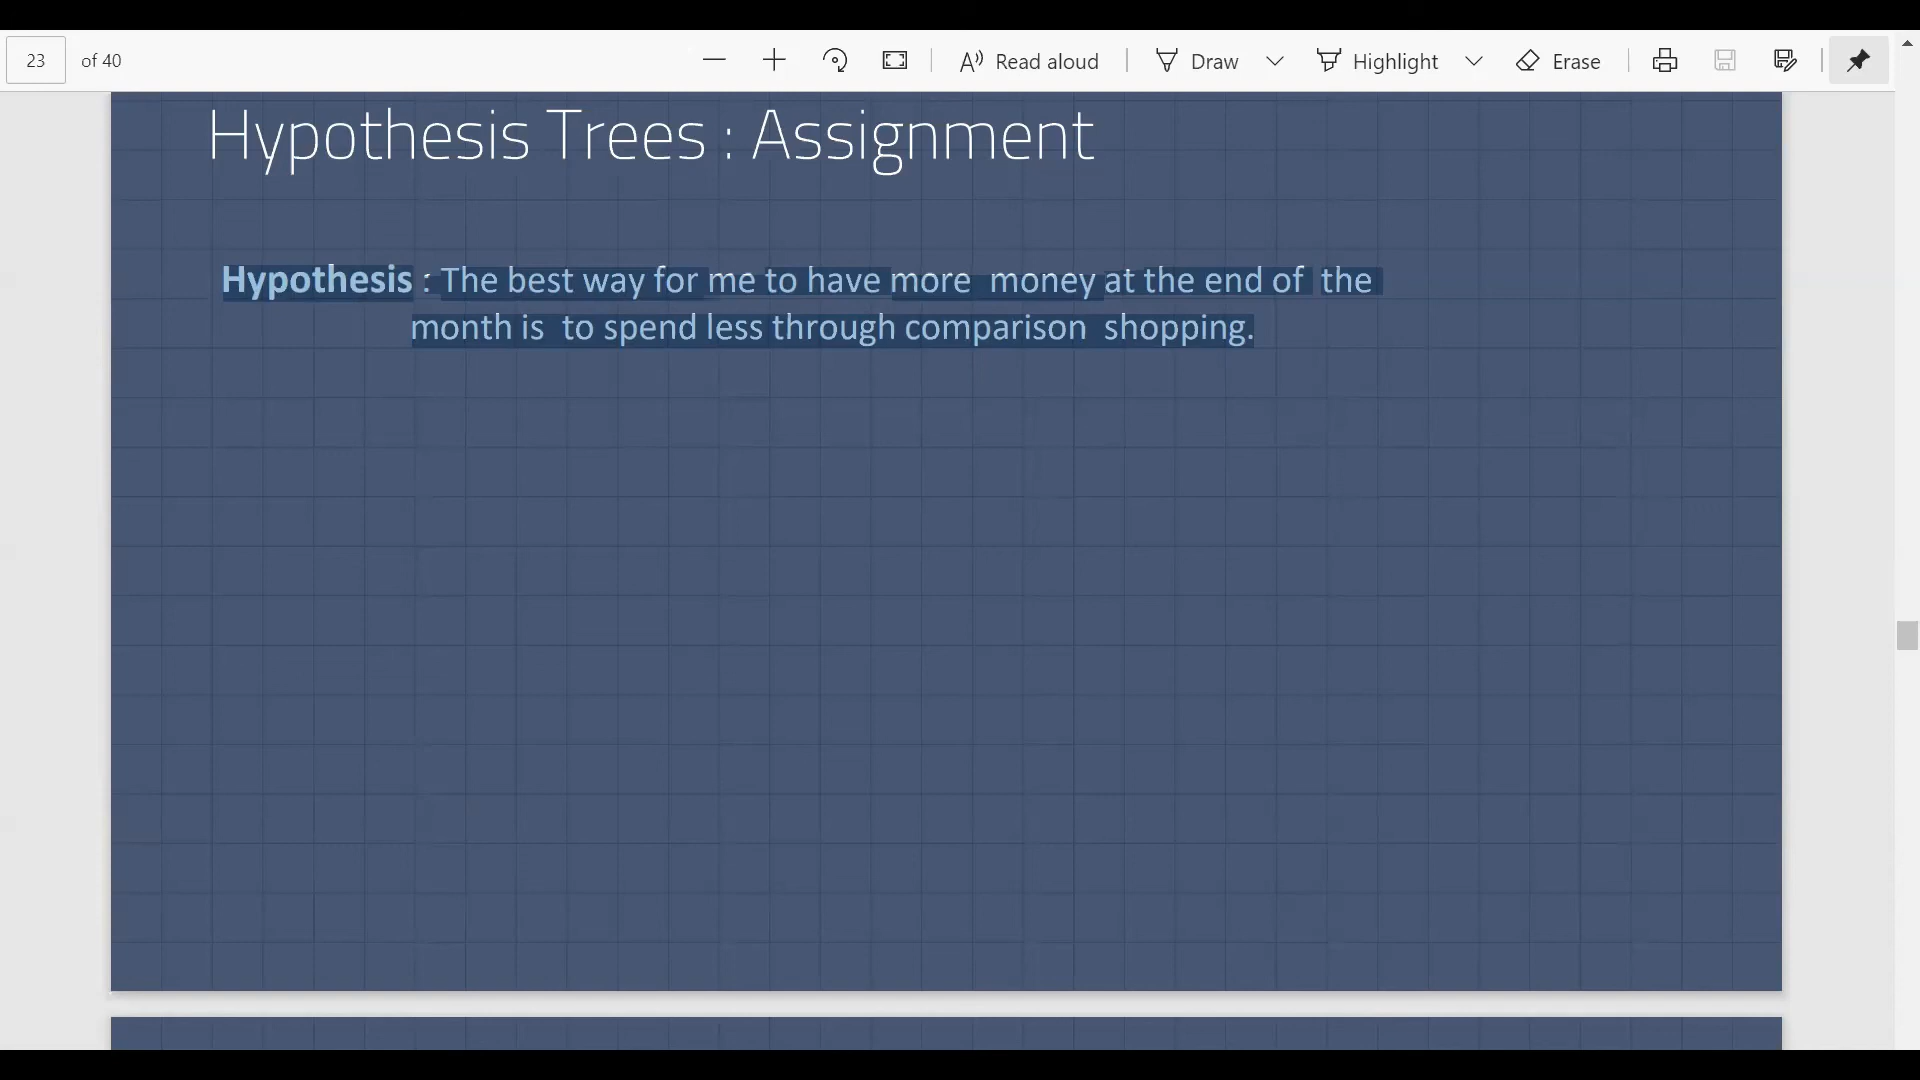 23 of 40 Read aloud Draw Highlight Erase
Hypothesis Trees : Assignment
Hypothesis : The best way for me to have more money at the end of the
month is to spend less through comparison shopping.